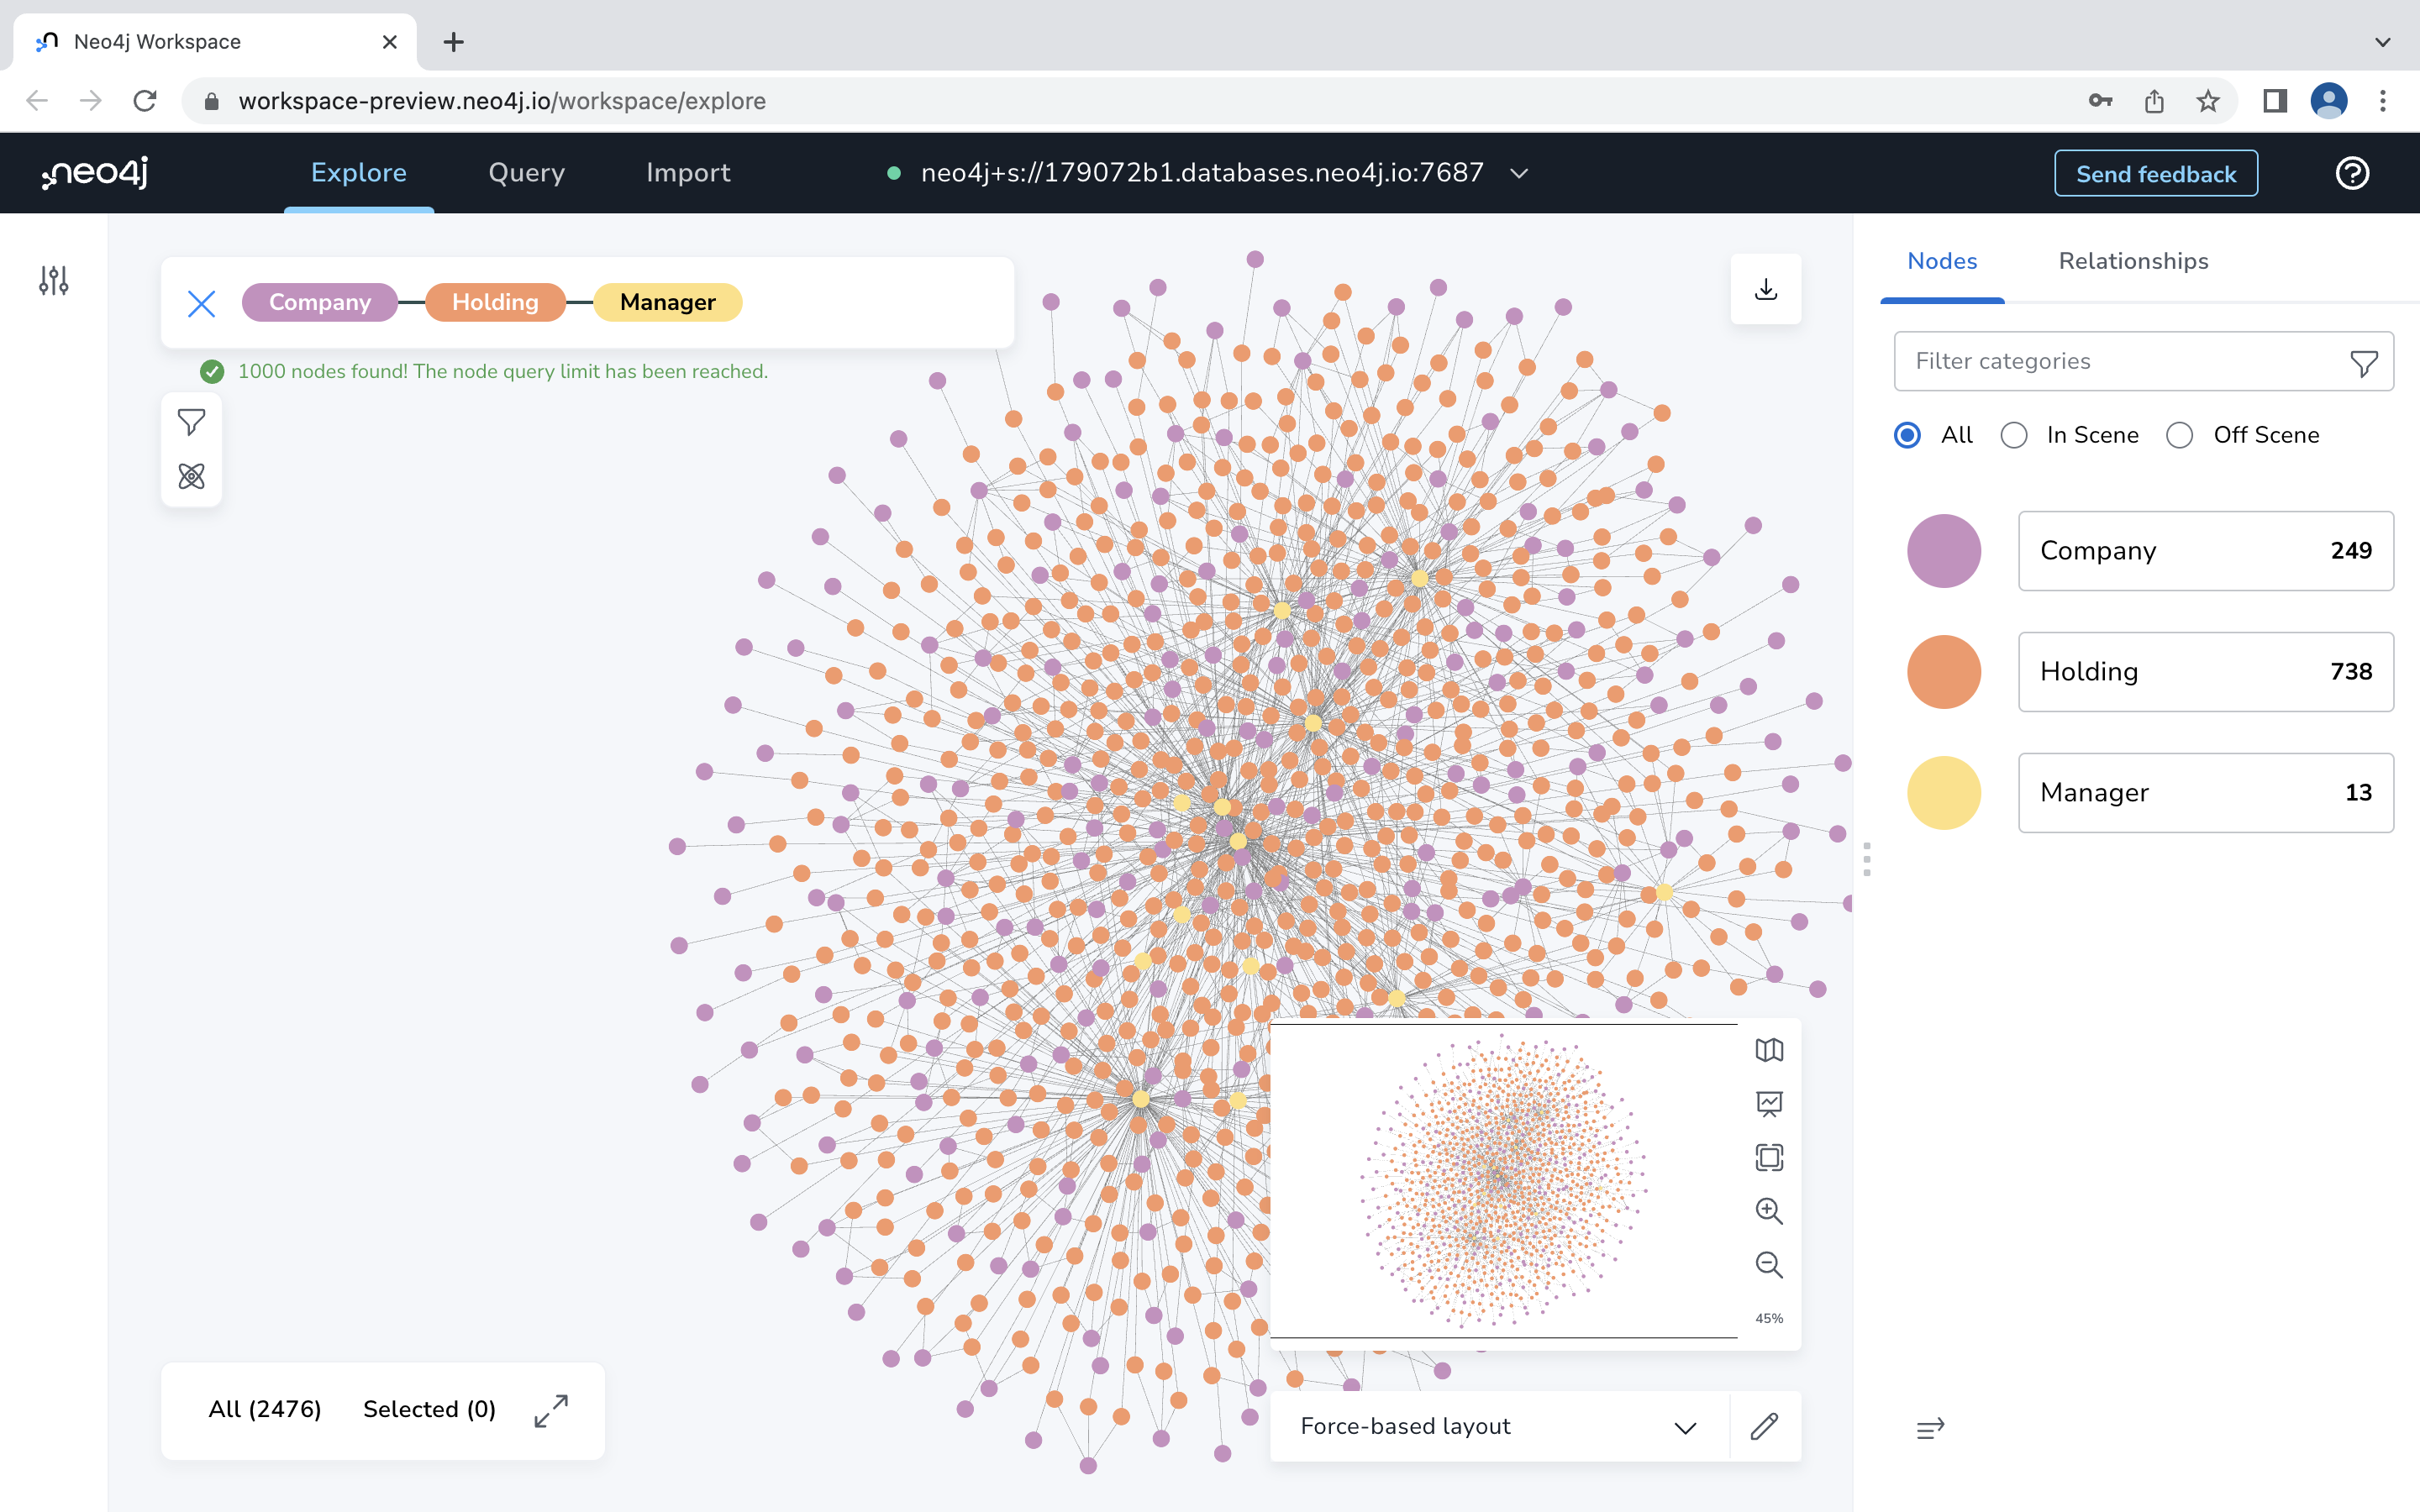 Neo4j Workspace
workspace-preview.neo4j.io/workspace/explore
neo4j
Explore
Query
Import
neo4j+s://179072b1.databases.neo4j.io:7687
Send feedback
Company
Holding
Manager
1000 nodes found! The node query limit has been reached.
Nodes
Relationships
Filter categories
All
In Scene
Off Scene
Company 249
Holding 738
Manager 13
45%
All (2476)
Selected (0)
Force-based layout